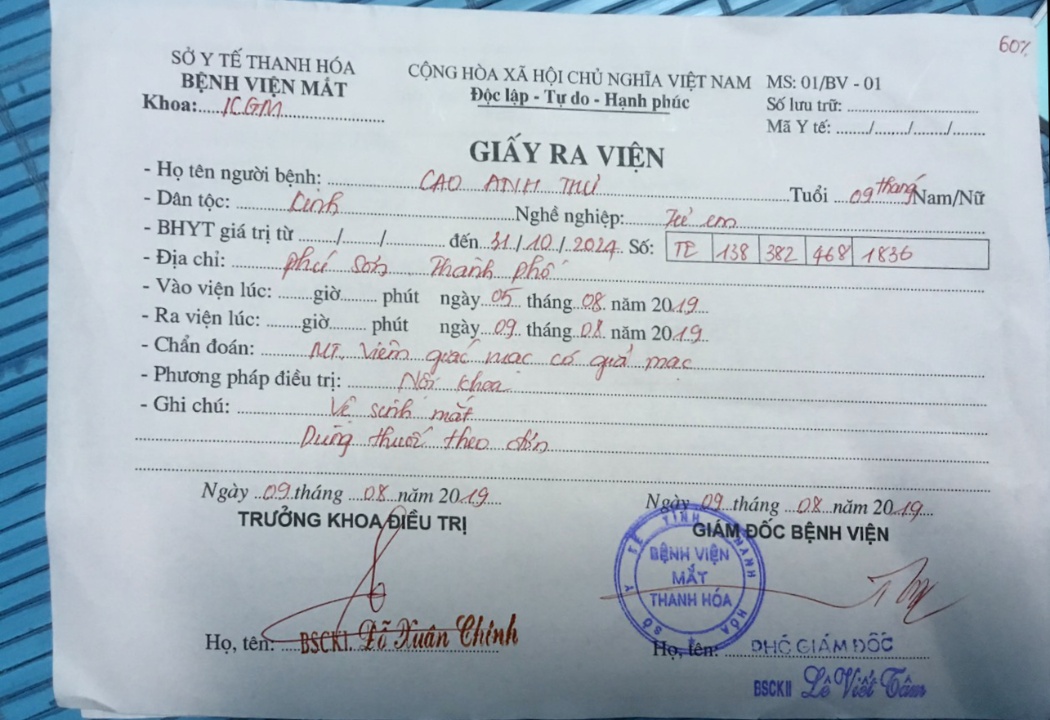 60%
SỞ Y TẾ THANH HÓA
BỆNH VIỆN MẮT
Khoa:.....KGM
CỘNG HÒA XÃ HỘI CHỦ NGHĨA VIỆT NAM
Độc lập - Tự do - Hạnh phúc
MS: 01/BV - 01
Số lưu trữ: ........................
Mã Y tế: ......./......./......./.......
GIẤY RA VIỆN
- Họ tên người bệnh: CAO ANH THƯ Tuổi 09 tháng Nam/Nữ
- Dân tộc: Kinh Nghề nghiệp: Trẻ em
- BHYT giá trị từ ......./......./............ đến 31/10/2024 Số: TE 138 382 468 1836
- Địa chỉ: Phú Sơn, Thanh phố
- Vào viện lúc: .......giờ........ phút ngày 05 tháng 08 năm 2019
- Ra viện lúc: .......giờ........ phút ngày 09 tháng 08 năm 2019
- Chẩn đoán: MT, Viêm giác mạc có giả mạc
- Phương pháp điều trị: Nội khoa
- Ghi chú: Vệ sinh mắt
Dùng thuốc theo đơn
Ngày 09 tháng 08 năm 2019
TRƯỞNG KHOA ĐIỀU TRỊ
Họ, tên: BSCKI. Đỗ Xuân Chinh
Ngày 09 tháng 08 năm 2019
GIÁM ĐỐC BỆNH VIỆN
SỞ Y TẾ TỈNH THANH HÓA
BỆNH VIỆN
MẮT
THANH HÓA
Họ, tên: PHÓ GIÁM ĐỐC
BSCKII Lê Viết Tâm